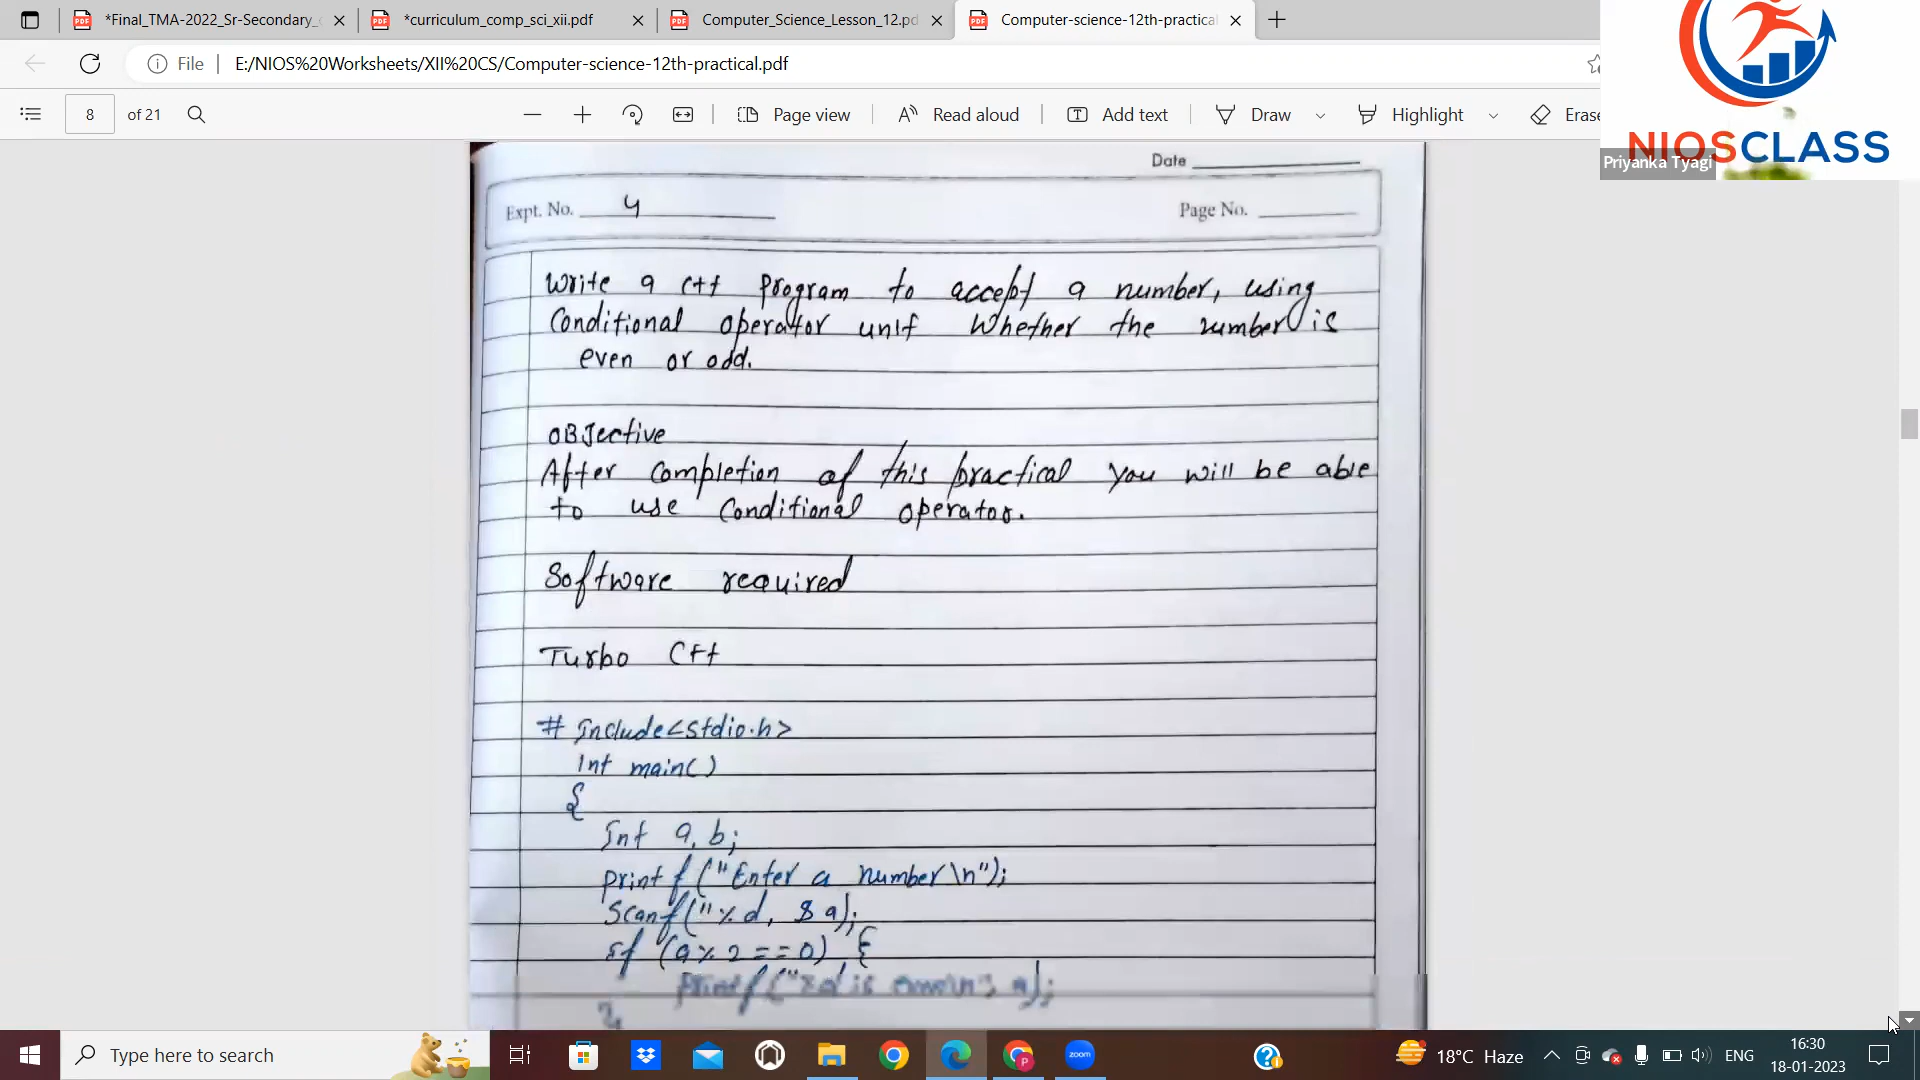 *Final_TMA-2022_Sr-Secondary_
*curriculum_comp_sci_xii.pdf
Computer_Science_Lesson_12.pd
Computer-science-12th-practical
File
E:/NIOS%20Worksheets/XII%20CS/Computer-science-12th-practical.pdf
8 of 21
Page view
Read aloud
Add text
Draw
Highlight
Erase
NIOSCLASS
Priyanka Tyagi
Date
Expt. No. 4
Page No.
Write a C++ Program to accept a number, using
Conditional operator unif Whether the number is
even or odd.
OBJective
After Completion of this practical You will be able
to use Conditional operator.
Software required
Turbo C++
# include<stdio.h>
int main()
{
int a, b;
printf("Enter a number \n");
Scanf("%d, &a);
if (a % 2 == 0) {
printf("%d is
a);
Type here to search
zoom
18°C Haze
ENG
16:30
18-01-2023